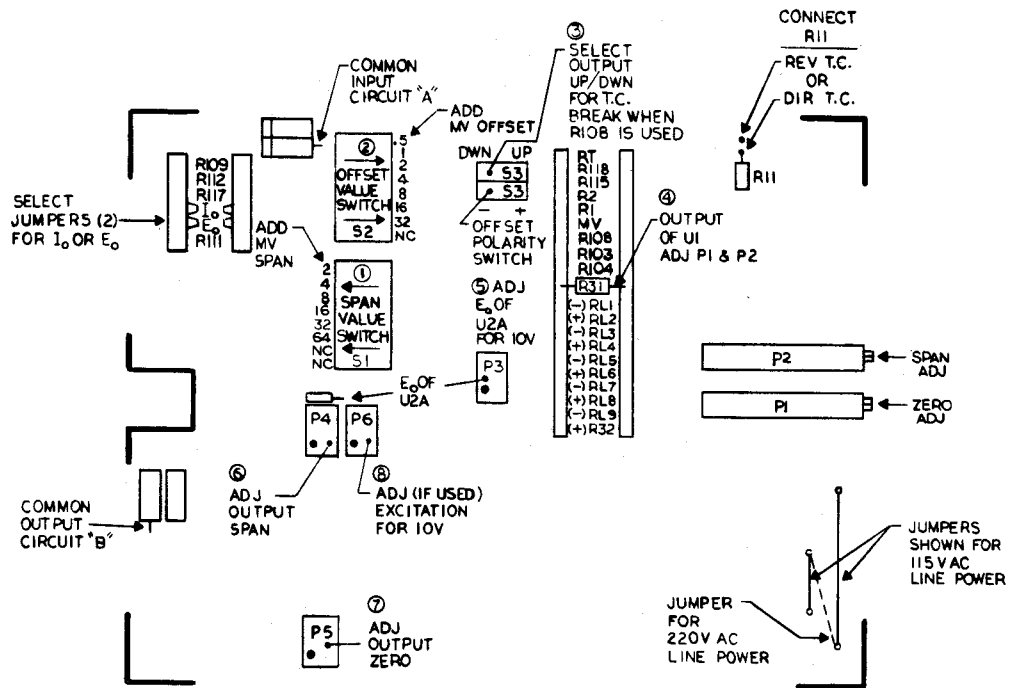 CONNECT
R11
REV T.C.
OR
DIR T.C.
R11
③
SELECT
OUTPUT
UP/DWN
FOR T.C.
BREAK WHEN
R108 IS USED
COMMON
INPUT
CIRCUIT "A"
ADD
MV OFFSET
.5
1
2
4
8
16
32
NC
②
OFFSET
VALUE
SWITCH
S2
DWN UP
S3
S3
- +
OFFSET
POLARITY
SWITCH
R109
R112
R117
I₀
E₀
R111
SELECT
JUMPERS (2)
FOR I₀ OR E₀
ADD
MV
SPAN
2
4
8
16
32
64
NC
NC
①
SPAN
VALUE
SWITCH
S1
RT
R118
R115
R2
R1
MV
R108
R103
R104
R31
(-) RL1
(+) RL2
(-) RL3
(+) RL4
(-) RL5
(+) RL6
(-) RL7
(+) RL8
(-) RL9
(+) R32
④
OUTPUT
OF U1
ADJ P1 & P2
⑤ ADJ
E₀ OF
U2A
FOR 10V
P3
E₀ OF
U2A
P2
SPAN
ADJ
P1
ZERO
ADJ
P4
P6
⑥
ADJ
OUTPUT
SPAN
⑧
ADJ (IF USED)
EXCITATION
FOR 10V
COMMON
OUTPUT
CIRCUIT "B"
⑦
ADJ
OUTPUT
ZERO
P5
JUMPERS
SHOWN FOR
115VAC
LINE POWER
JUMPER
FOR
220V AC
LINE POWER